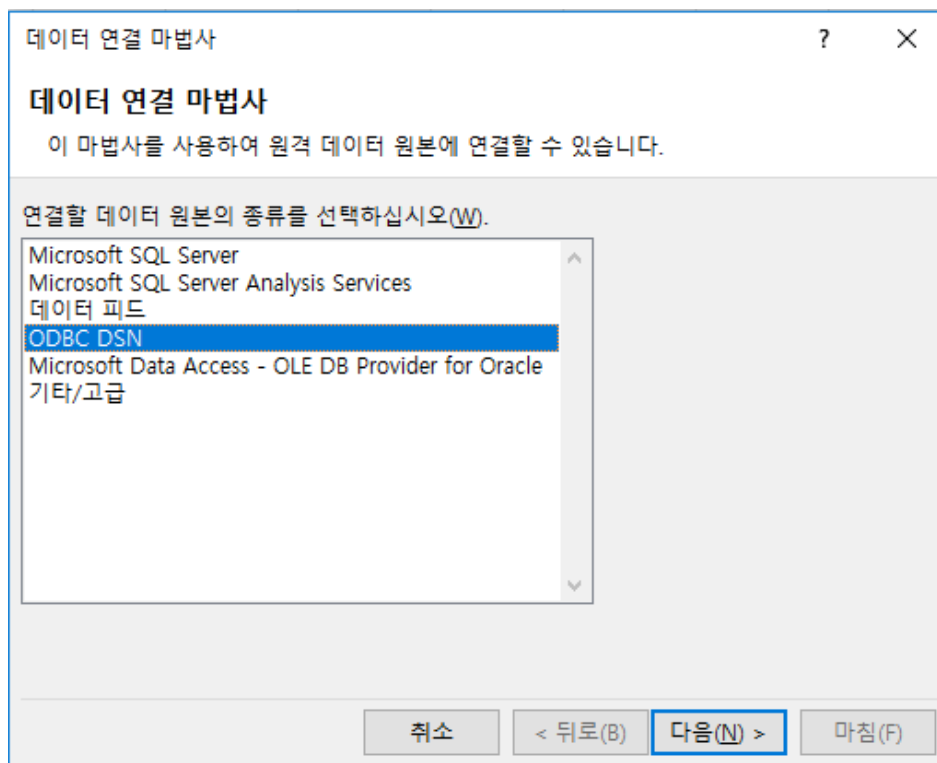 데이터 연결 마법사 ? ×
데이터 연결 마법사
이 마법사를 사용하여 원격 데이터 원본에 연결할 수 있습니다.
연결할 데이터 원본의 종류를 선택하십시오(W).
Microsoft SQL Server
Microsoft SQL Server Analysis Services
데이터 피드
ODBC DSN
Microsoft Data Access - OLE DB Provider for Oracle
기타/고급
취소 < 뒤로(B) 다음(N) > 마침(F)